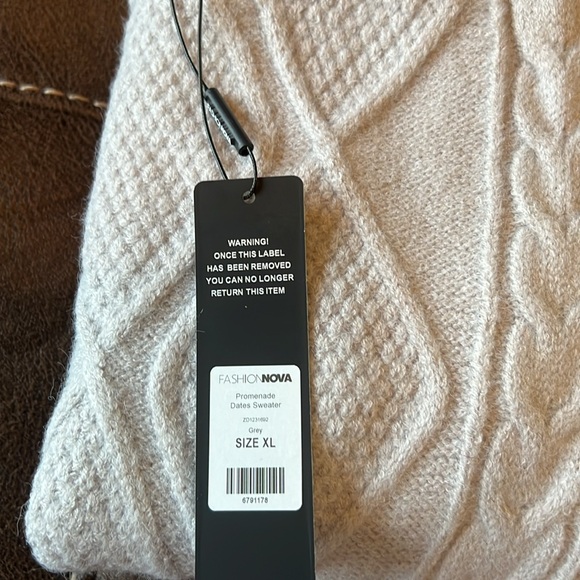 WARNING!
ONCE THIS LABEL
HAS BEEN REMOVED
YOU CAN NO LONGER
RETURN THIS ITEM
FASHIONNOVA
Promenade
Dates Sweater
Grey
SIZE XL
6791178